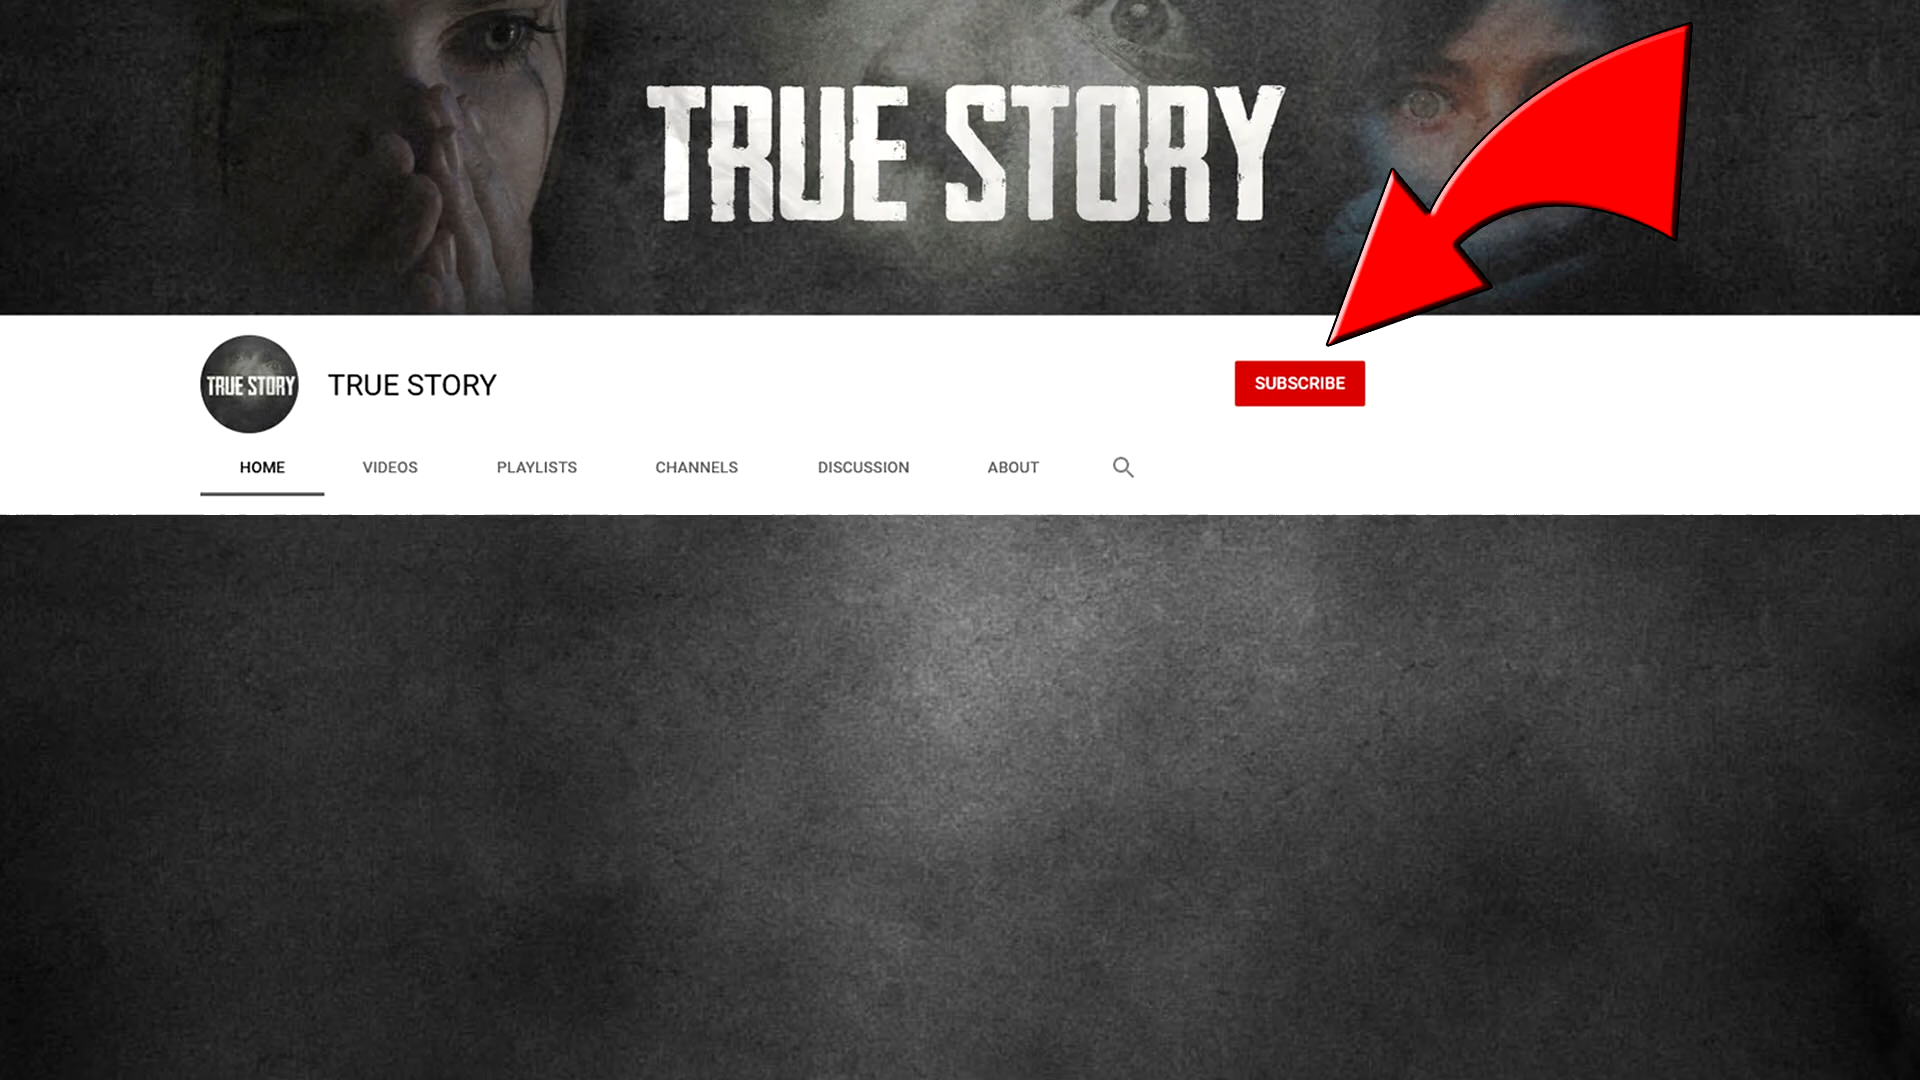 TRUE STORY
TRUE STORY
TRUE STORY
SUBSCRIBE
HOME
VIDEOS
PLAYLISTS
CHANNELS
DISCUSSION
ABOUT